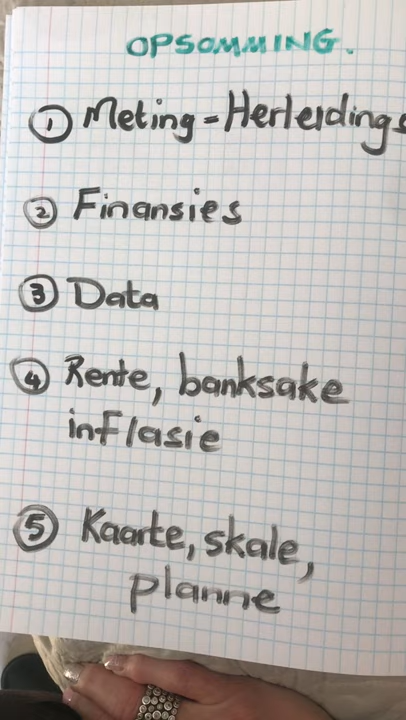 OPSOMMING.
① Meting - Herleidings
② Finansies
③ Data
④ Rente, banksake
inflasie
⑤ Kaarte, skale,
planne